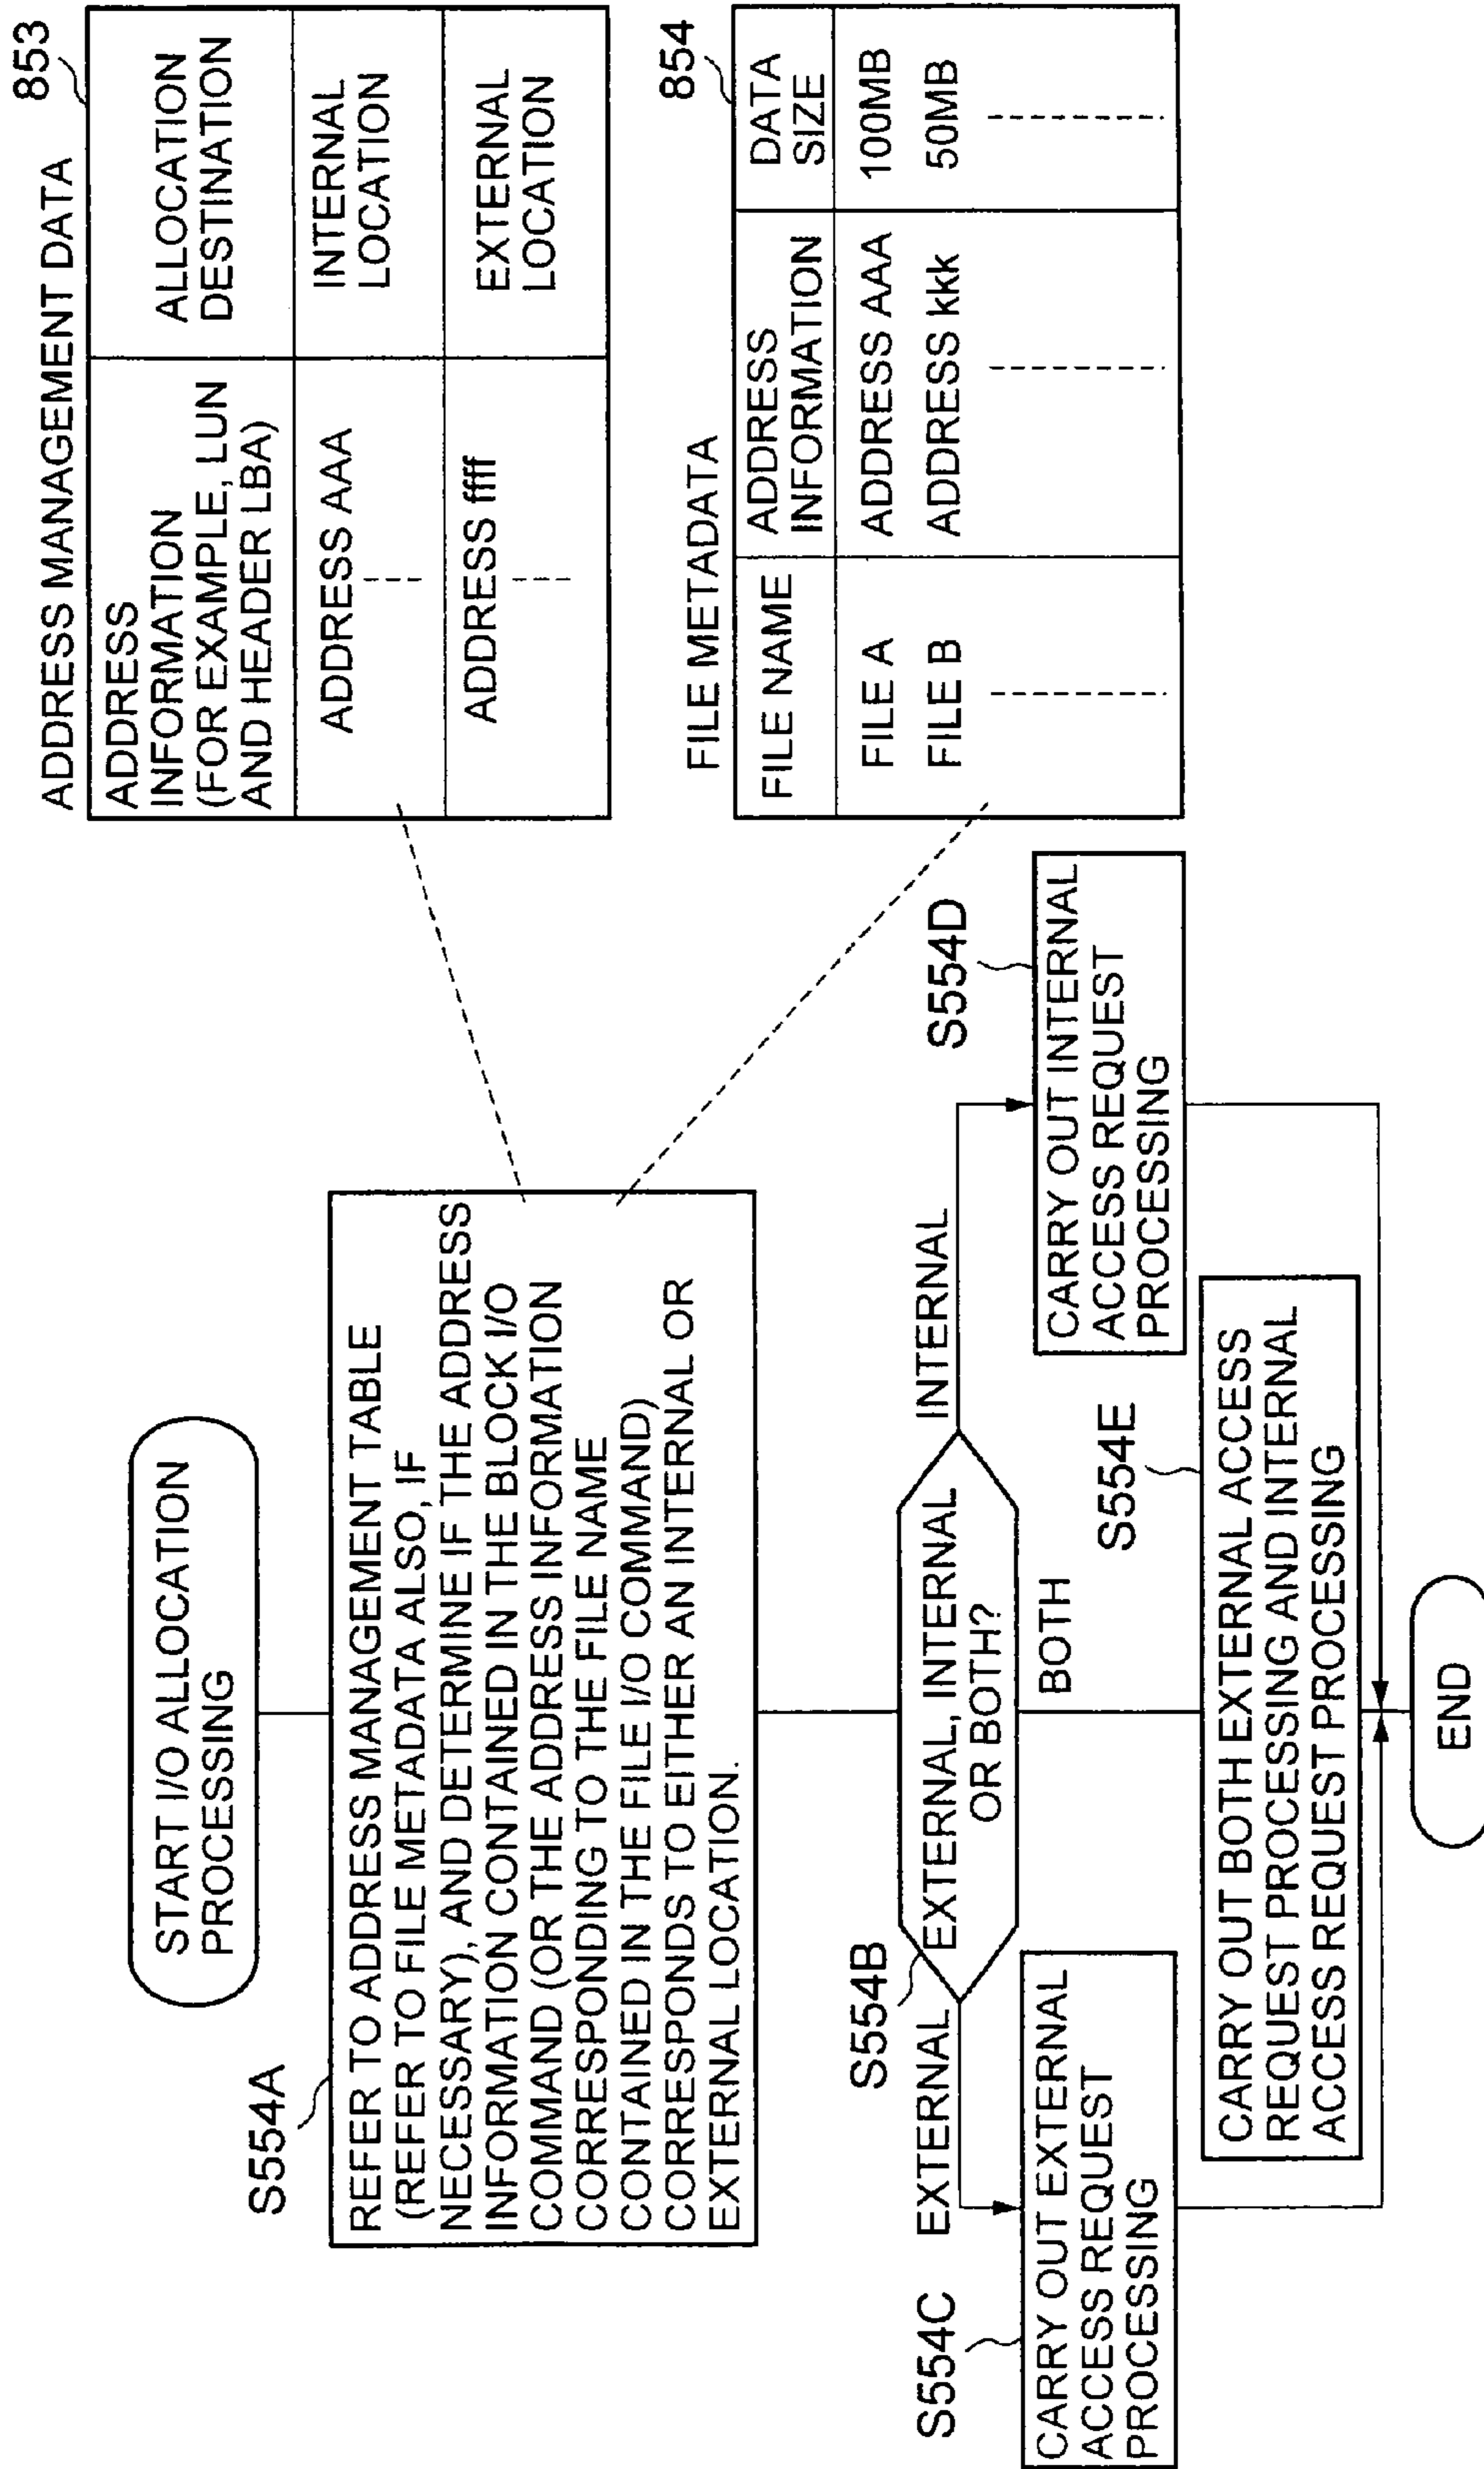 START I/O ALLOCATION
PROCESSING
S554A
REFER TO ADDRESS MANAGEMENT TABLE
(REFER TO FILE METADATA ALSO, IF
NECESSARY), AND DETERMINE IF THE ADDRESS
INFORMATION CONTAINED IN THE BLOCK I/O
COMMAND (OR THE ADDRESS INFORMATION
CORRESPONDING TO THE FILE NAME
CONTAINED IN THE FILE I/O COMMAND)
CORRESPONDS TO EITHER AN INTERNAL OR
EXTERNAL LOCATION.
S554B
EXTERNAL, INTERNAL
OR BOTH?
EXTERNAL
INTERNAL
BOTH
S554C
CARRY OUT EXTERNAL
ACCESS REQUEST
PROCESSING
S554D
CARRY OUT INTERNAL
ACCESS REQUEST
PROCESSING
S554E
CARRY OUT BOTH EXTERNAL ACCESS
REQUEST PROCESSING AND INTERNAL
ACCESS REQUEST PROCESSING
END
ADDRESS MANAGEMENT DATA
853
ADDRESS
INFORMATION
(FOR EXAMPLE, LUN
AND HEADER LBA)
ALLOCATION
DESTINATION
ADDRESS AAA
INTERNAL
LOCATION
ADDRESS ffff
EXTERNAL
LOCATION
FILE METADATA
854
FILE NAME
ADDRESS
INFORMATION
DATA
SIZE
FILE A
ADDRESS AAA
100MB
FILE B
ADDRESS kkk
50MB